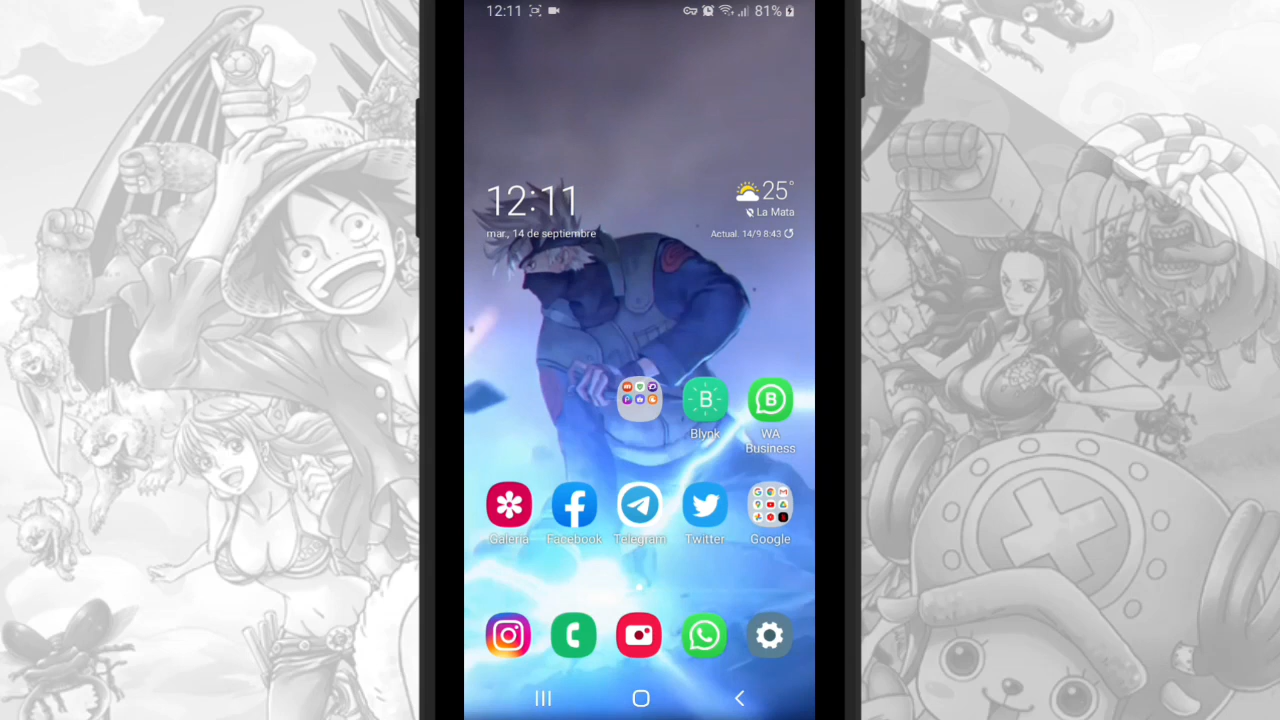 12:11
81%
12:11
mar., 14 de septiembre
25°
La Mata
Actual. 14/9 8:43
B
Blynk
B
WA
Business
Galería
Facebook
Telegram
Twitter
Google